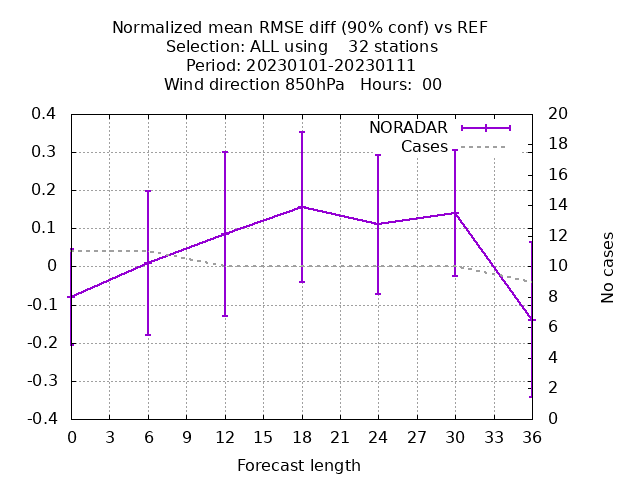 Normalized mean RMSE diff (90% conf) vs REF
Selection: ALL using    32 stations
Period: 20230101-20230111
Wind direction 850hPa   Hours:  00
NORADAR
Cases
0.4
0.3
0.2
0.1
0
-0.1
-0.2
-0.3
-0.4
20
18
16
14
12
10
8
6
4
2
0
No cases
0 3 6 9 12 15 18 21 24 27 30 33 36
Forecast length